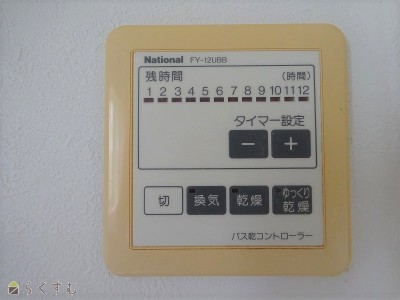 National FY-12UBB
残時間 (時間)
1 2 3 4 5 6 7 8 9 10 11 12
タイマー設定
− +
切 換気 乾燥 ゆっくり乾燥
バス乾コントローラー
らくすむ